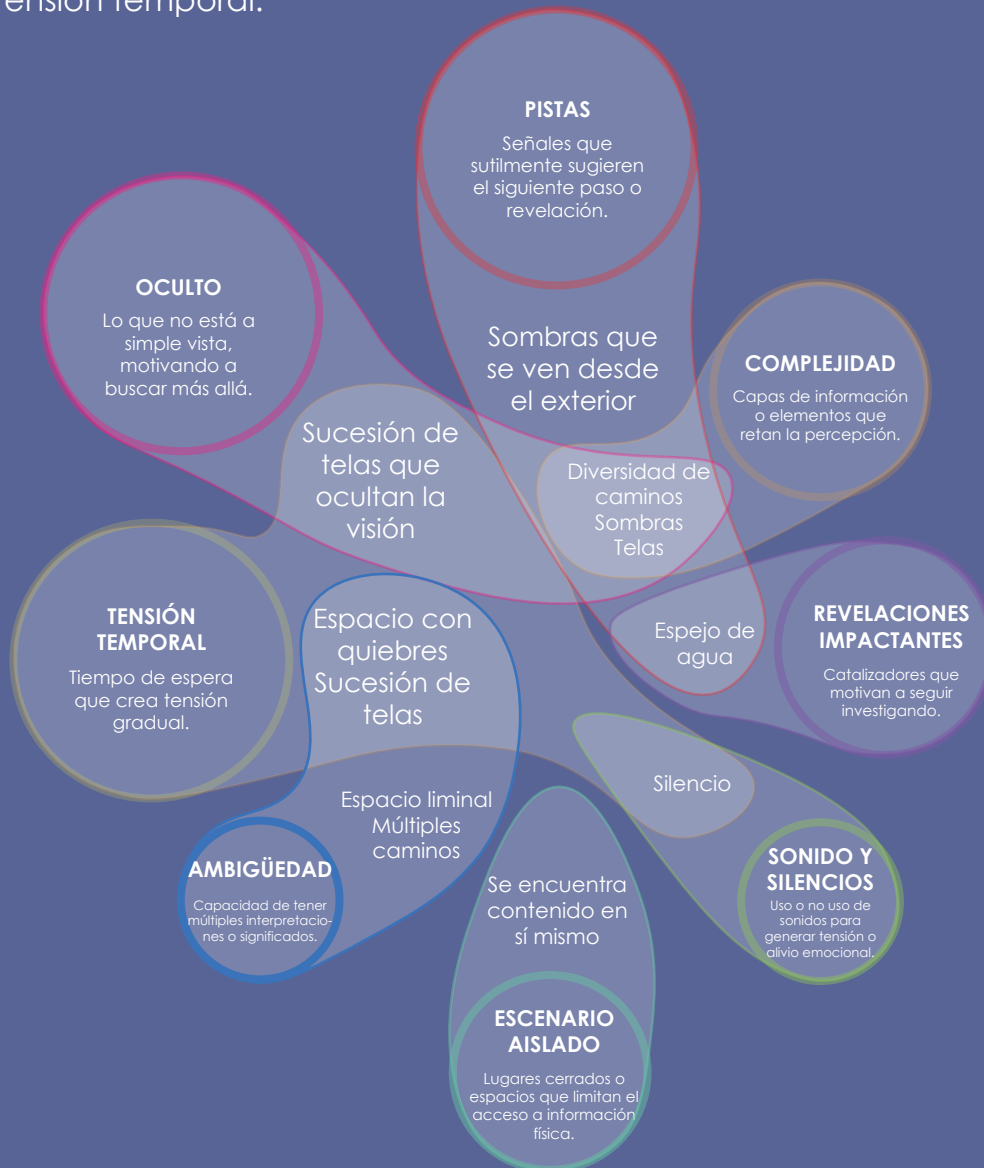 ensión Temporal.
PISTAS
Señales que
sutilmente sugieren
el siguiente paso o
revelación.
OCULTO
Lo que no está a
simple vista,
motivando a
buscar más allá.
Sombras que
se ven desde
el exterior
COMPLEJIDAD
Capas de información
o elementos que
retan la percepción.
Sucesión de
telas que
ocultan la
visión
Diversidad de
caminos
Sombras
Telas
TENSIÓN
TEMPORAL
Tiempo de espera
que crea tensión
gradual.
Espacio con
quiebres
Sucesión de
telas
Espejo de
agua
REVELACIONES
IMPACTANTES
Catalizadores que
motivan a seguir
investigando.
Silencio
Espacio liminal
Múltiples
caminos
AMBIGÜEDAD
Capacidad de tener
múltiples interpretacio-
nes o significados.
Se encuentra
contenido en
sí mismo
SONIDO Y
SILENCIOS
Uso o no uso de
sonidos para
generar tensión o
alivio emocional.
ESCENARIO
AISLADO
Lugares cerrados o
espacios que limitan el
acceso a información
física.